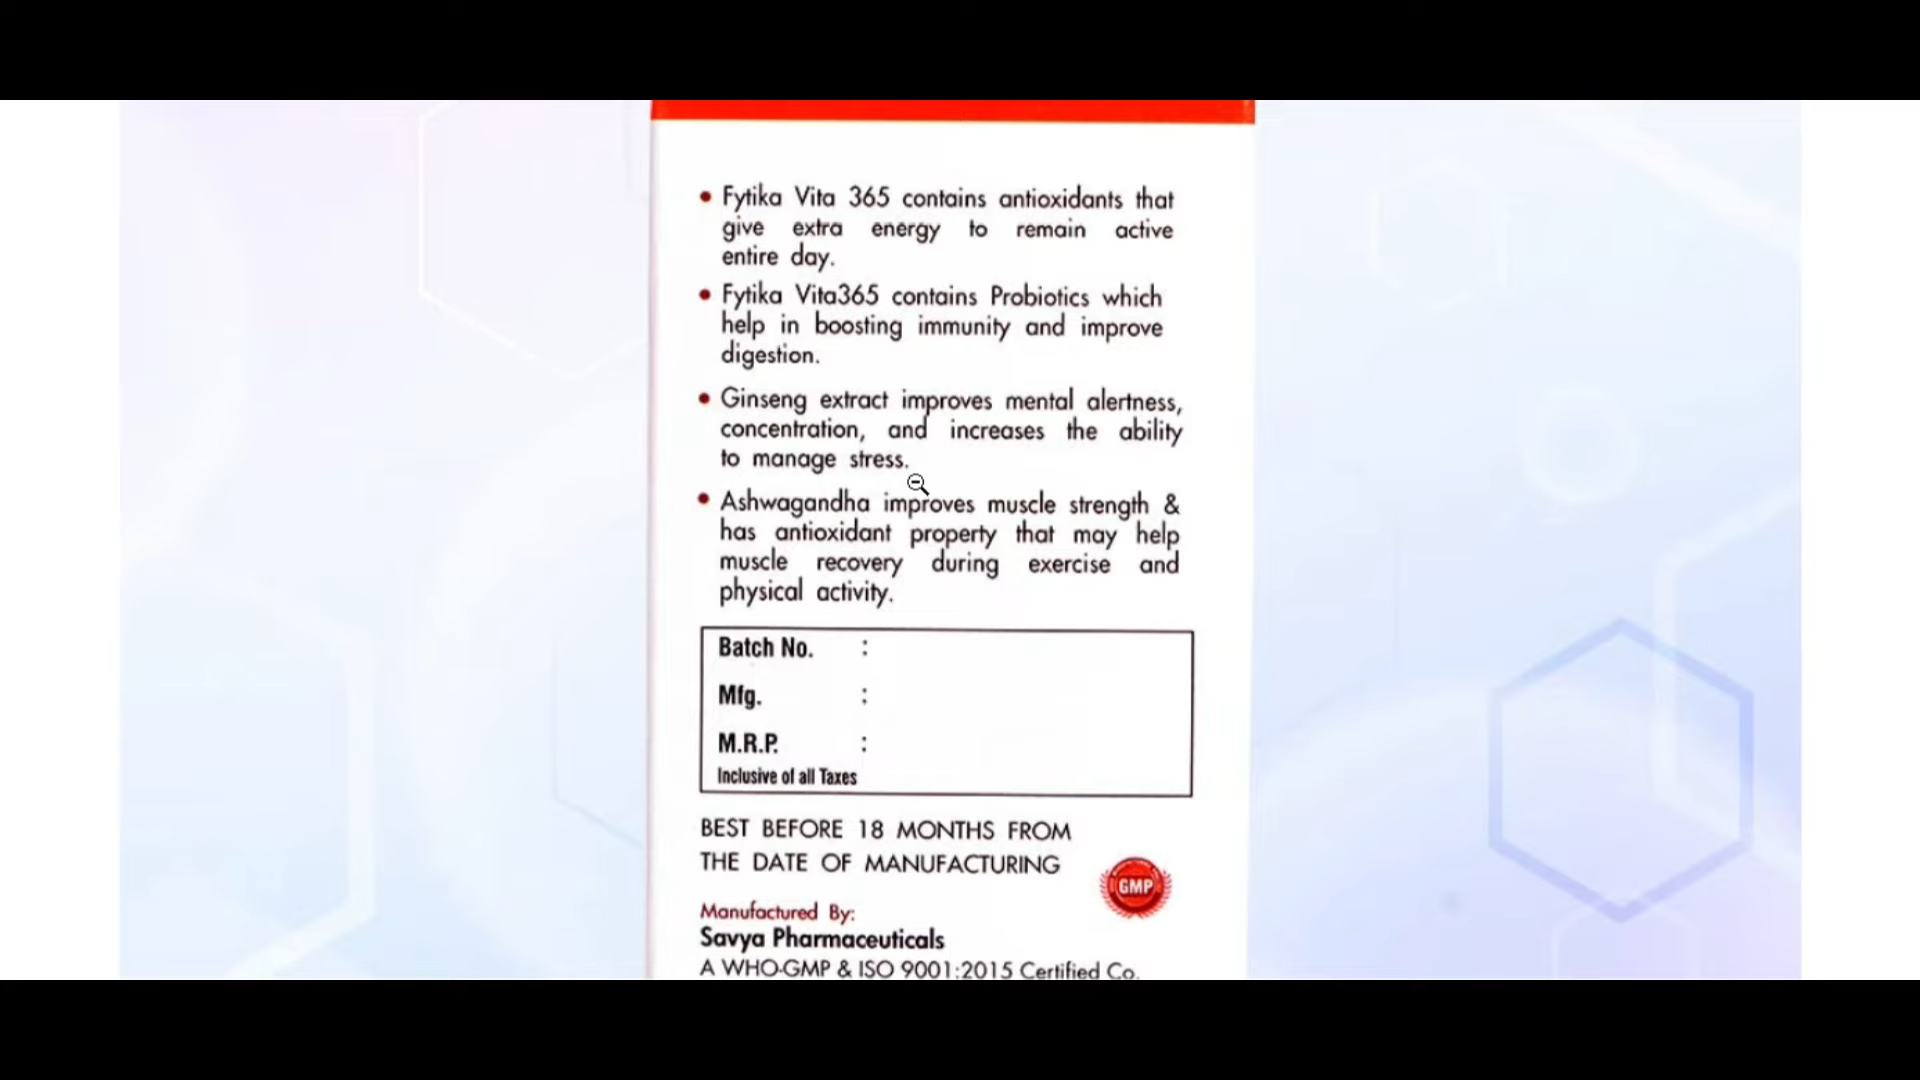 • Fytika Vita 365 contains antioxidants that
give extra energy to remain active
entire day.
• Fytika Vita365 contains Probiotics which
help in boosting immunity and improve
digestion.
• Ginseng extract improves mental alertness,
concentration, and increases the ability
to manage stress.
• Ashwagandha improves muscle strength &
has antioxidant property that may help
muscle recovery during exercise and
physical activity.
Batch No. :
Mfg. :
M.R.P. :
Inclusive of all Taxes
BEST BEFORE 18 MONTHS FROM
THE DATE OF MANUFACTURING
GMP
Manufactured By:
Savya Pharmaceuticals
A WHO-GMP & ISO 9001:2015 Certified Co.